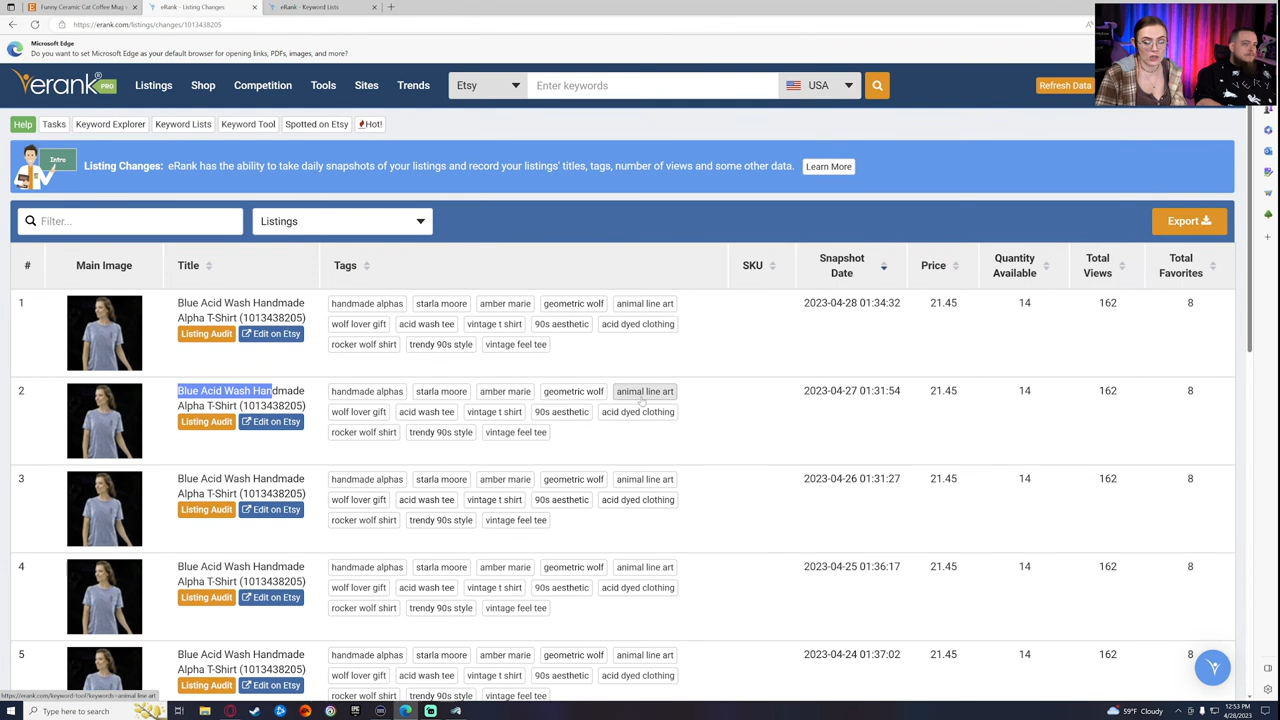 Funny Ceramic Cat Coffee Mug
eRank - Listing Changes
eRank - Keyword Lists
https://erank.com/listings/changes/1013438205
Microsoft Edge
Do you want to set Microsoft Edge as your default browser for opening links, PDFs, images, and more?
erank PRO
Listings
Shop
Competition
Tools
Sites
Trends
Etsy
Enter keywords
USA
Refresh Data
Help
Tasks
Keyword Explorer
Keyword Lists
Keyword Tool
Spotted on Etsy
Hot!
Intro
Listing Changes: eRank has the ability to take daily snapshots of your listings and record your listings' titles, tags, number of views and some other data.
Learn More
Filter...
Listings
Export
# Main Image Title Tags SKU Snapshot Date Price Quantity Available Total Views Total Favorites
1 Blue Acid Wash Handmade handmade alphas starla moore amber marie geometric wolf animal line art 2023-04-28 01:34:32 21.45 14 162 8
Alpha T-Shirt (1013438205) wolf lover gift acid wash tee vintage t shirt 90s aesthetic acid dyed clothing
Listing Audit Edit on Etsy rocker wolf shirt trendy 90s style vintage feel tee
2 Blue Acid Wash Handmade handmade alphas starla moore amber marie geometric wolf animal line art 2023-04-27 01:31:54 21.45 14 162 8
Alpha T-Shirt (1013438205) wolf lover gift acid wash tee vintage t shirt 90s aesthetic acid dyed clothing
Listing Audit Edit on Etsy rocker wolf shirt trendy 90s style vintage feel tee
3 Blue Acid Wash Handmade handmade alphas starla moore amber marie geometric wolf animal line art 2023-04-26 01:31:27 21.45 14 162 8
Alpha T-Shirt (1013438205) wolf lover gift acid wash tee vintage t shirt 90s aesthetic acid dyed clothing
Listing Audit Edit on Etsy rocker wolf shirt trendy 90s style vintage feel tee
4 Blue Acid Wash Handmade handmade alphas starla moore amber marie geometric wolf animal line art 2023-04-25 01:36:17 21.45 14 162 8
Alpha T-Shirt (1013438205) wolf lover gift acid wash tee vintage t shirt 90s aesthetic acid dyed clothing
Listing Audit Edit on Etsy rocker wolf shirt trendy 90s style vintage feel tee
5 Blue Acid Wash Handmade handmade alphas starla moore amber marie geometric wolf animal line art 2023-04-24 01:37:02 21.45 14 162 8
Alpha T-Shirt (1013438205) wolf lover gift acid wash tee vintage t shirt 90s aesthetic acid dyed clothing
Listing Audit Edit on Etsy rocker wolf shirt trendy 90s style vintage feel tee
https://erank.com/keyword-tool?keywords=animal line art
Type here to search
59°F Cloudy
12:53 PM
4/28/2023